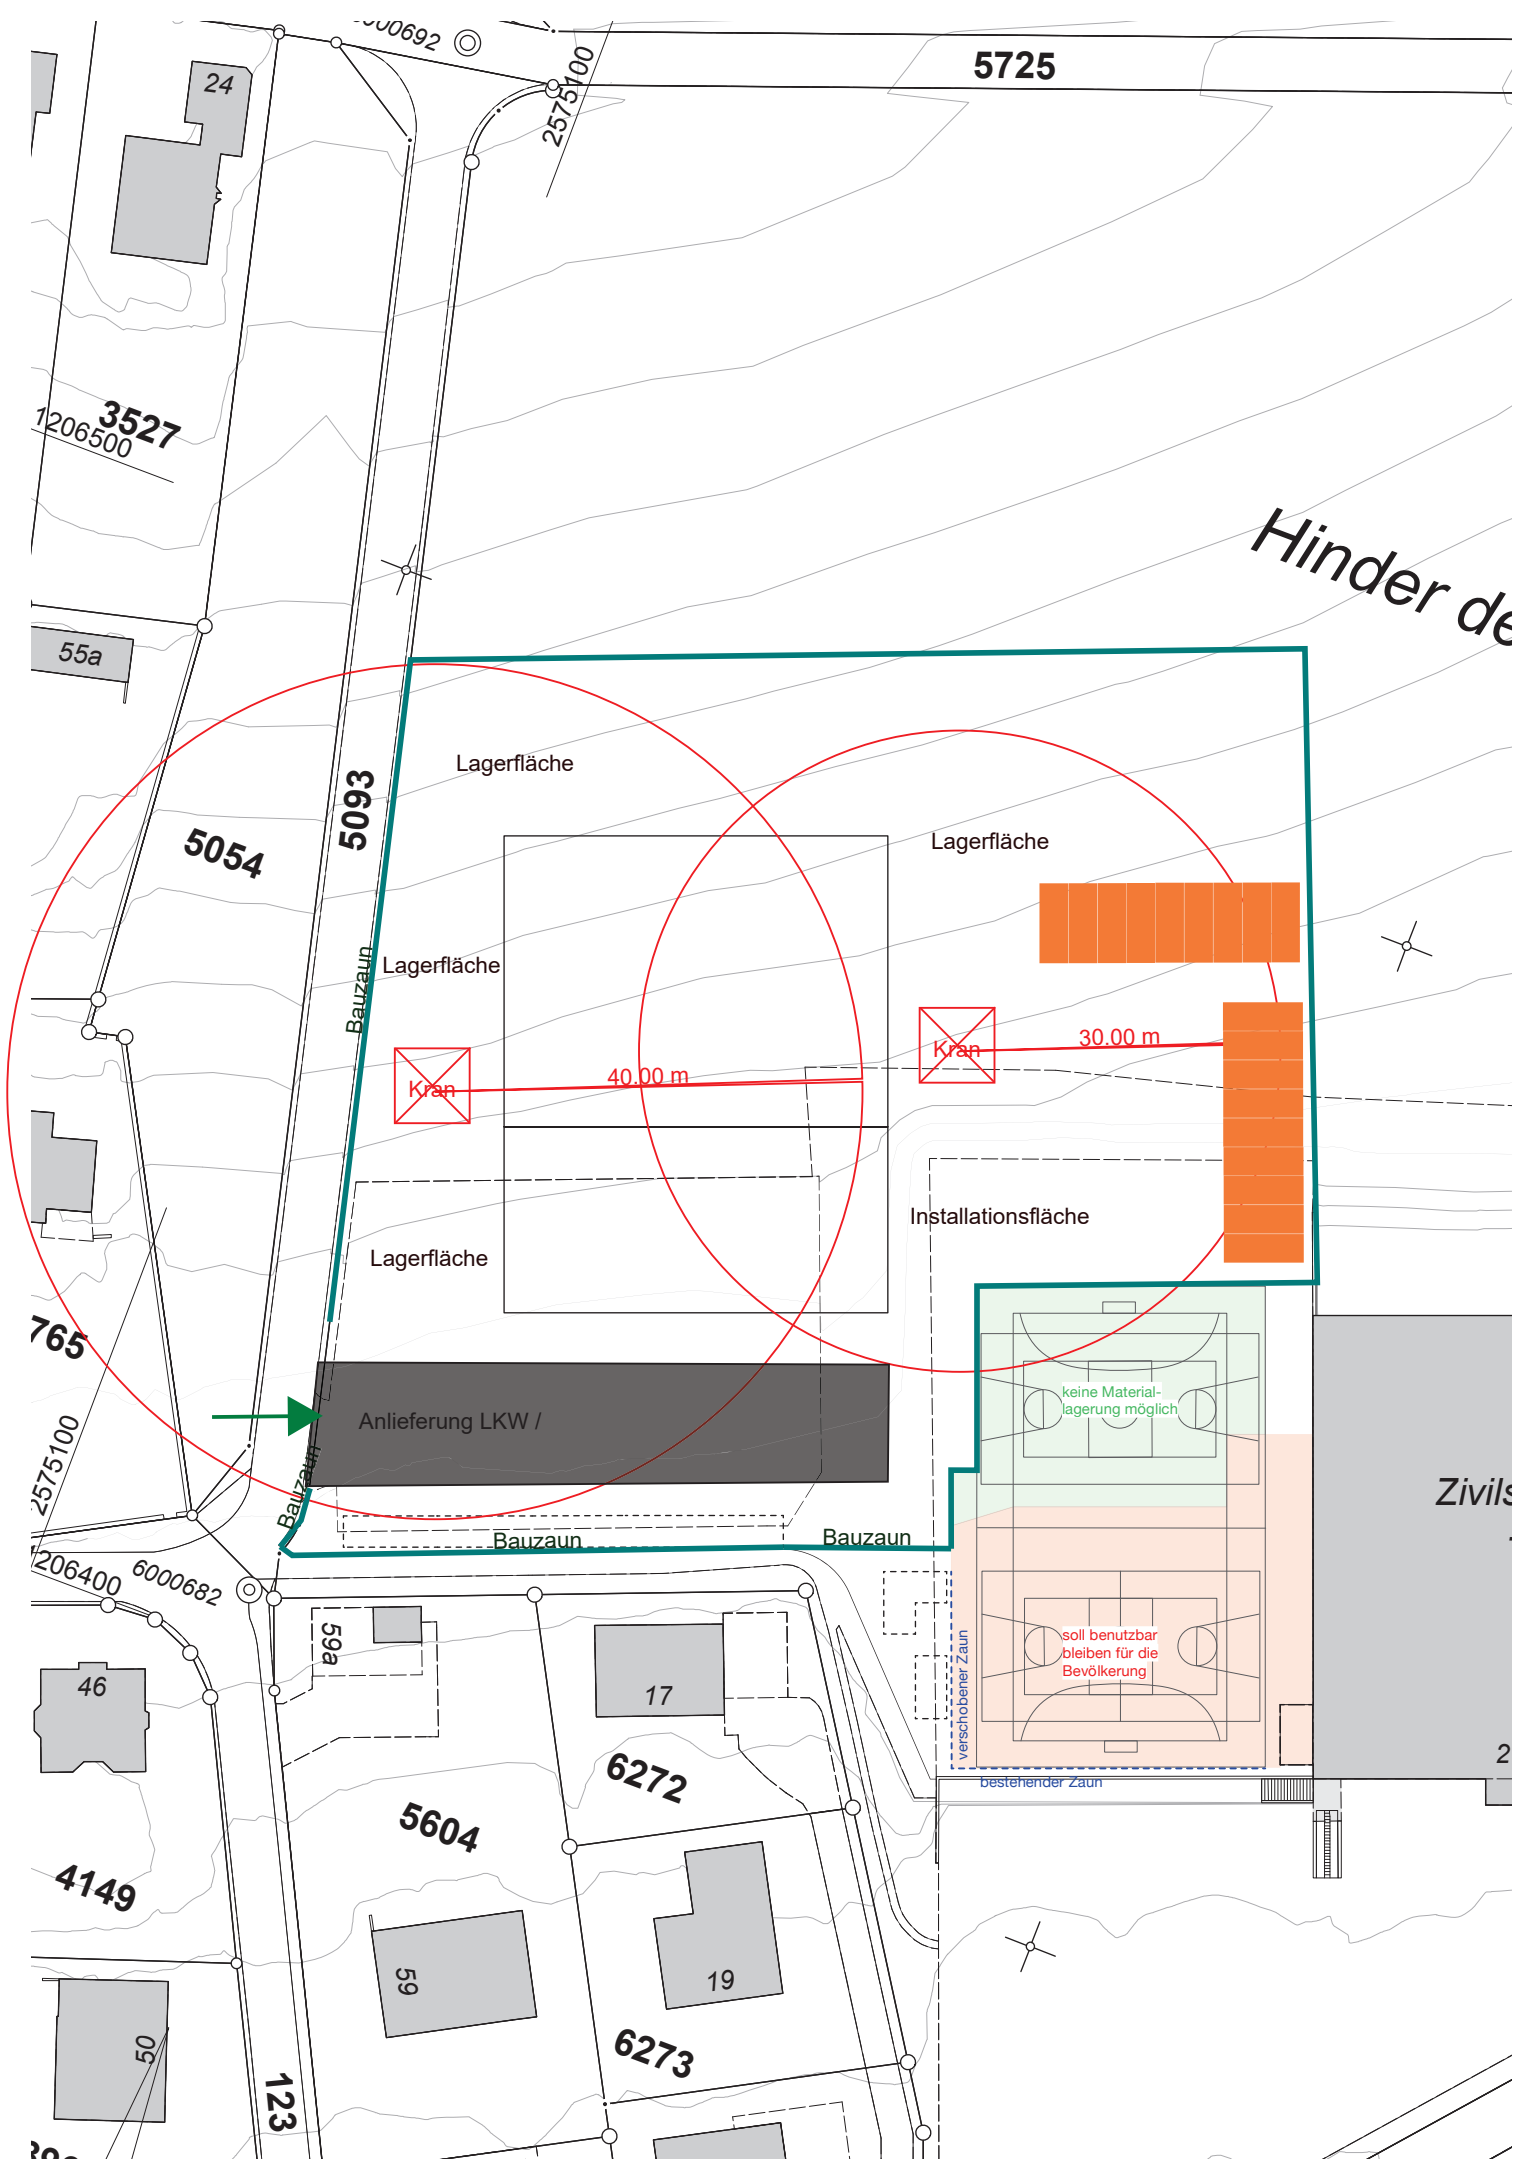 24
5725
2575100
3527
1206500
Hinder de
55a
Lagerfläche
5093
5054
Lagerfläche
Bauzaun
Lagerfläche
Kran
30.00 m
Kran
40.00 m
Installationsfläche
Lagerfläche
765
keine Material-
lagerung möglich
Anlieferung LKW /
2575100
Bauzaun
Zivils
Bauzaun
Bauzaun
206400
6000682
59a
verschobener Zaun
soll benutzbar
bleiben für die
Bevölkerung
46
17
2
6272
bestehender Zaun
5604
4149
59
19
50
6273
123